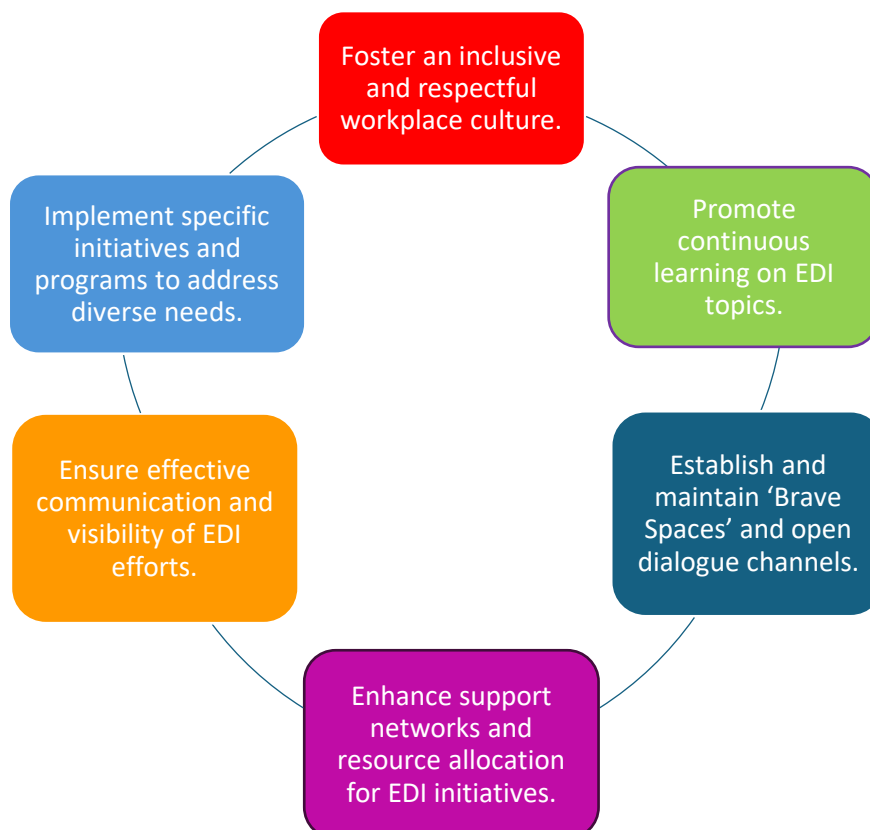 Foster an inclusive
and respectful
workplace culture.
Promote
continuous
learning on EDI
topics.
Establish and
maintain ‘Brave
Spaces’ and open
dialogue channels.
Enhance support
networks and
resource allocation
for EDI initiatives.
Ensure effective
communication and
visibility of EDI
efforts.
Implement specific
initiatives and
programs to address
diverse needs.